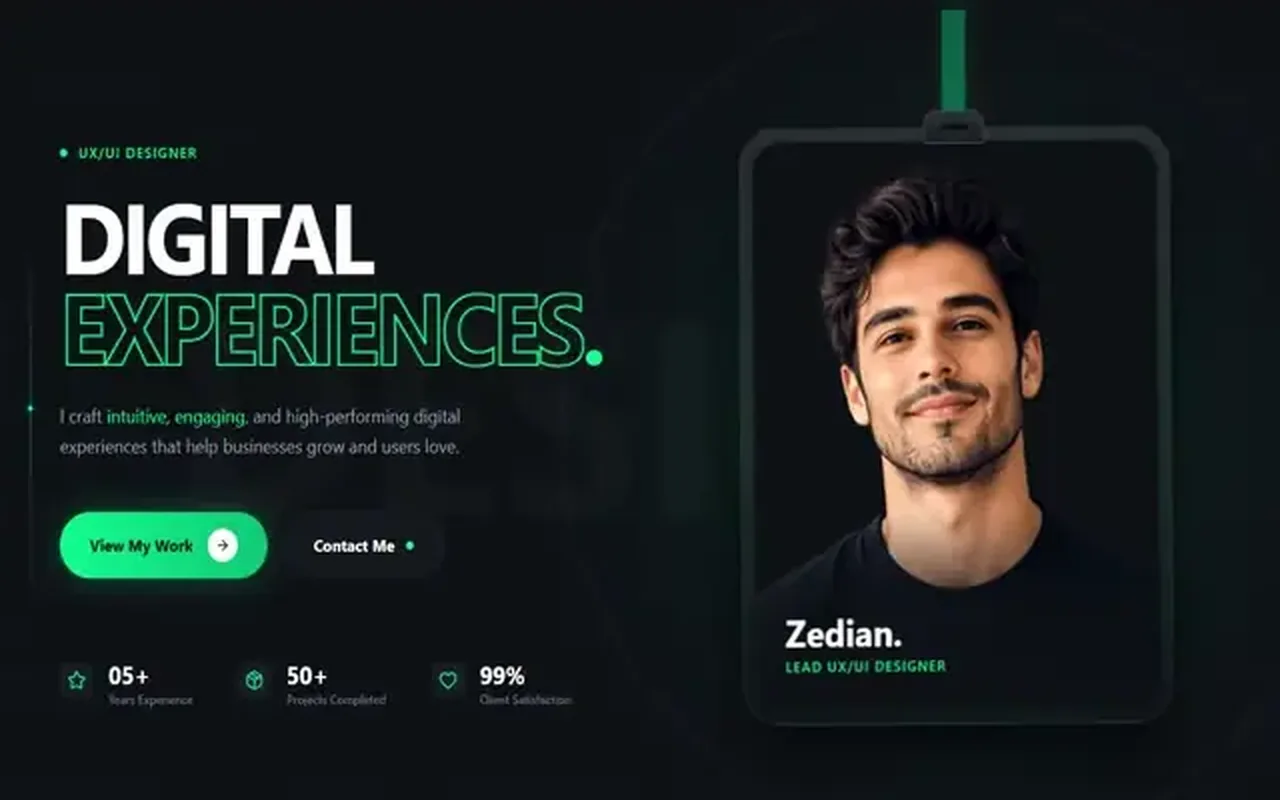 UX/UI DESIGNER
DIGITAL
EXPERIENCES.
I craft intuitive, engaging, and high-performing digital
experiences that help businesses grow and users love.
View My Work
Contact Me
05+
Years Experience
50+
Projects Completed
99%
Client Satisfaction
Zedian.
LEAD UX/UI DESIGNER